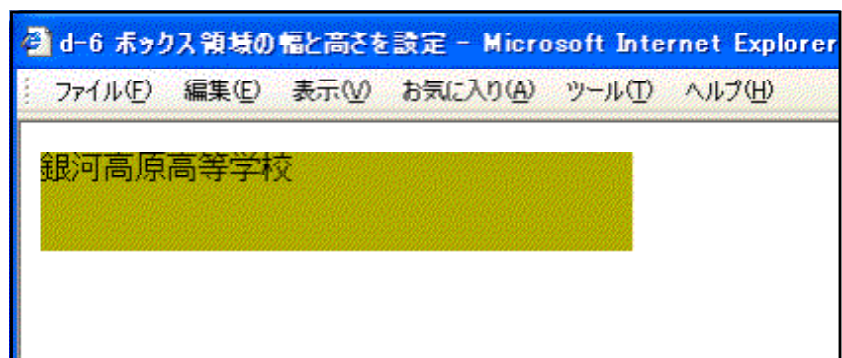 d-6 ボックス領域の幅と高さを設定 - Microsoft Internet Explorer
ファイル(F) 編集(E) 表示(V) お気に入り(A) ツール(T) ヘルプ(H)
銀河高原高等学校